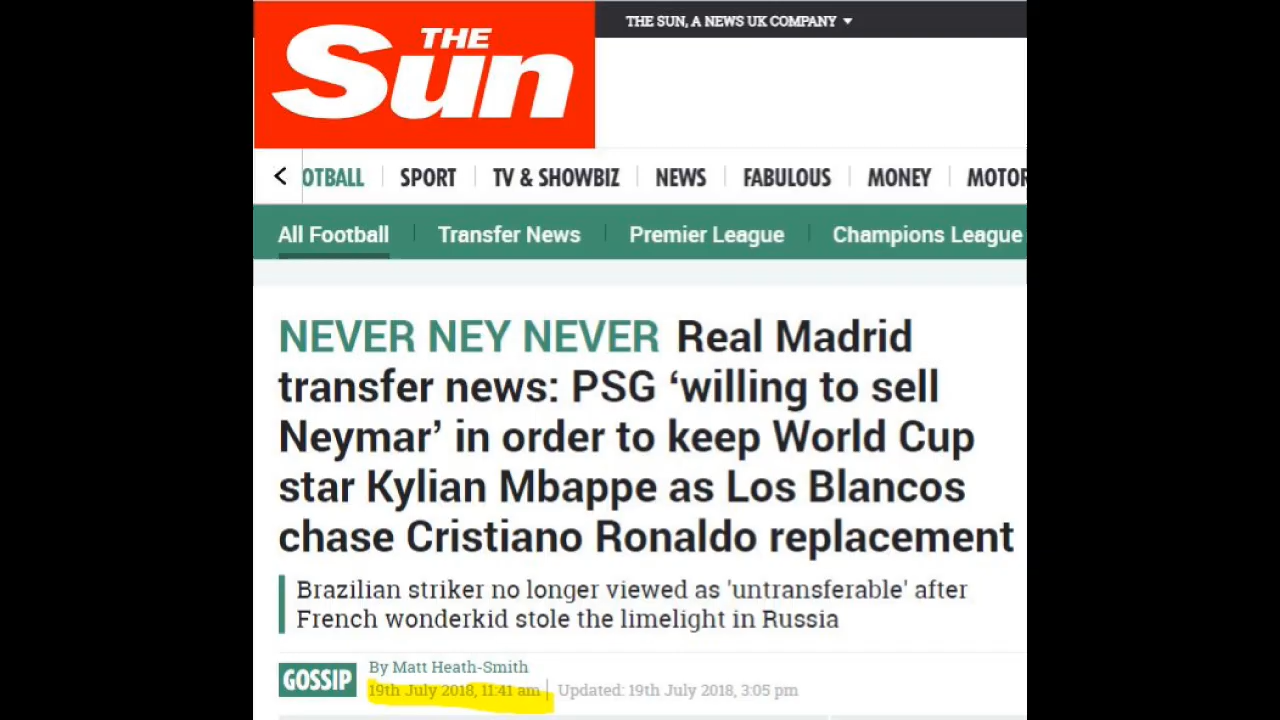 THE SUN, A NEWS UK COMPANY
THE
Sun
OTBALL SPORT TV & SHOWBIZ NEWS FABULOUS MONEY MOTOR
All Football Transfer News Premier League Champions League
NEVER NEY NEVER Real Madrid
transfer news: PSG ‘willing to sell
Neymar’ in order to keep World Cup
star Kylian Mbappe as Los Blancos
chase Cristiano Ronaldo replacement
Brazilian striker no longer viewed as 'untransferable' after
French wonderkid stole the limelight in Russia
GOSSIP
By Matt Heath-Smith
19th July 2018, 11:41 am Updated: 19th July 2018, 3:05 pm